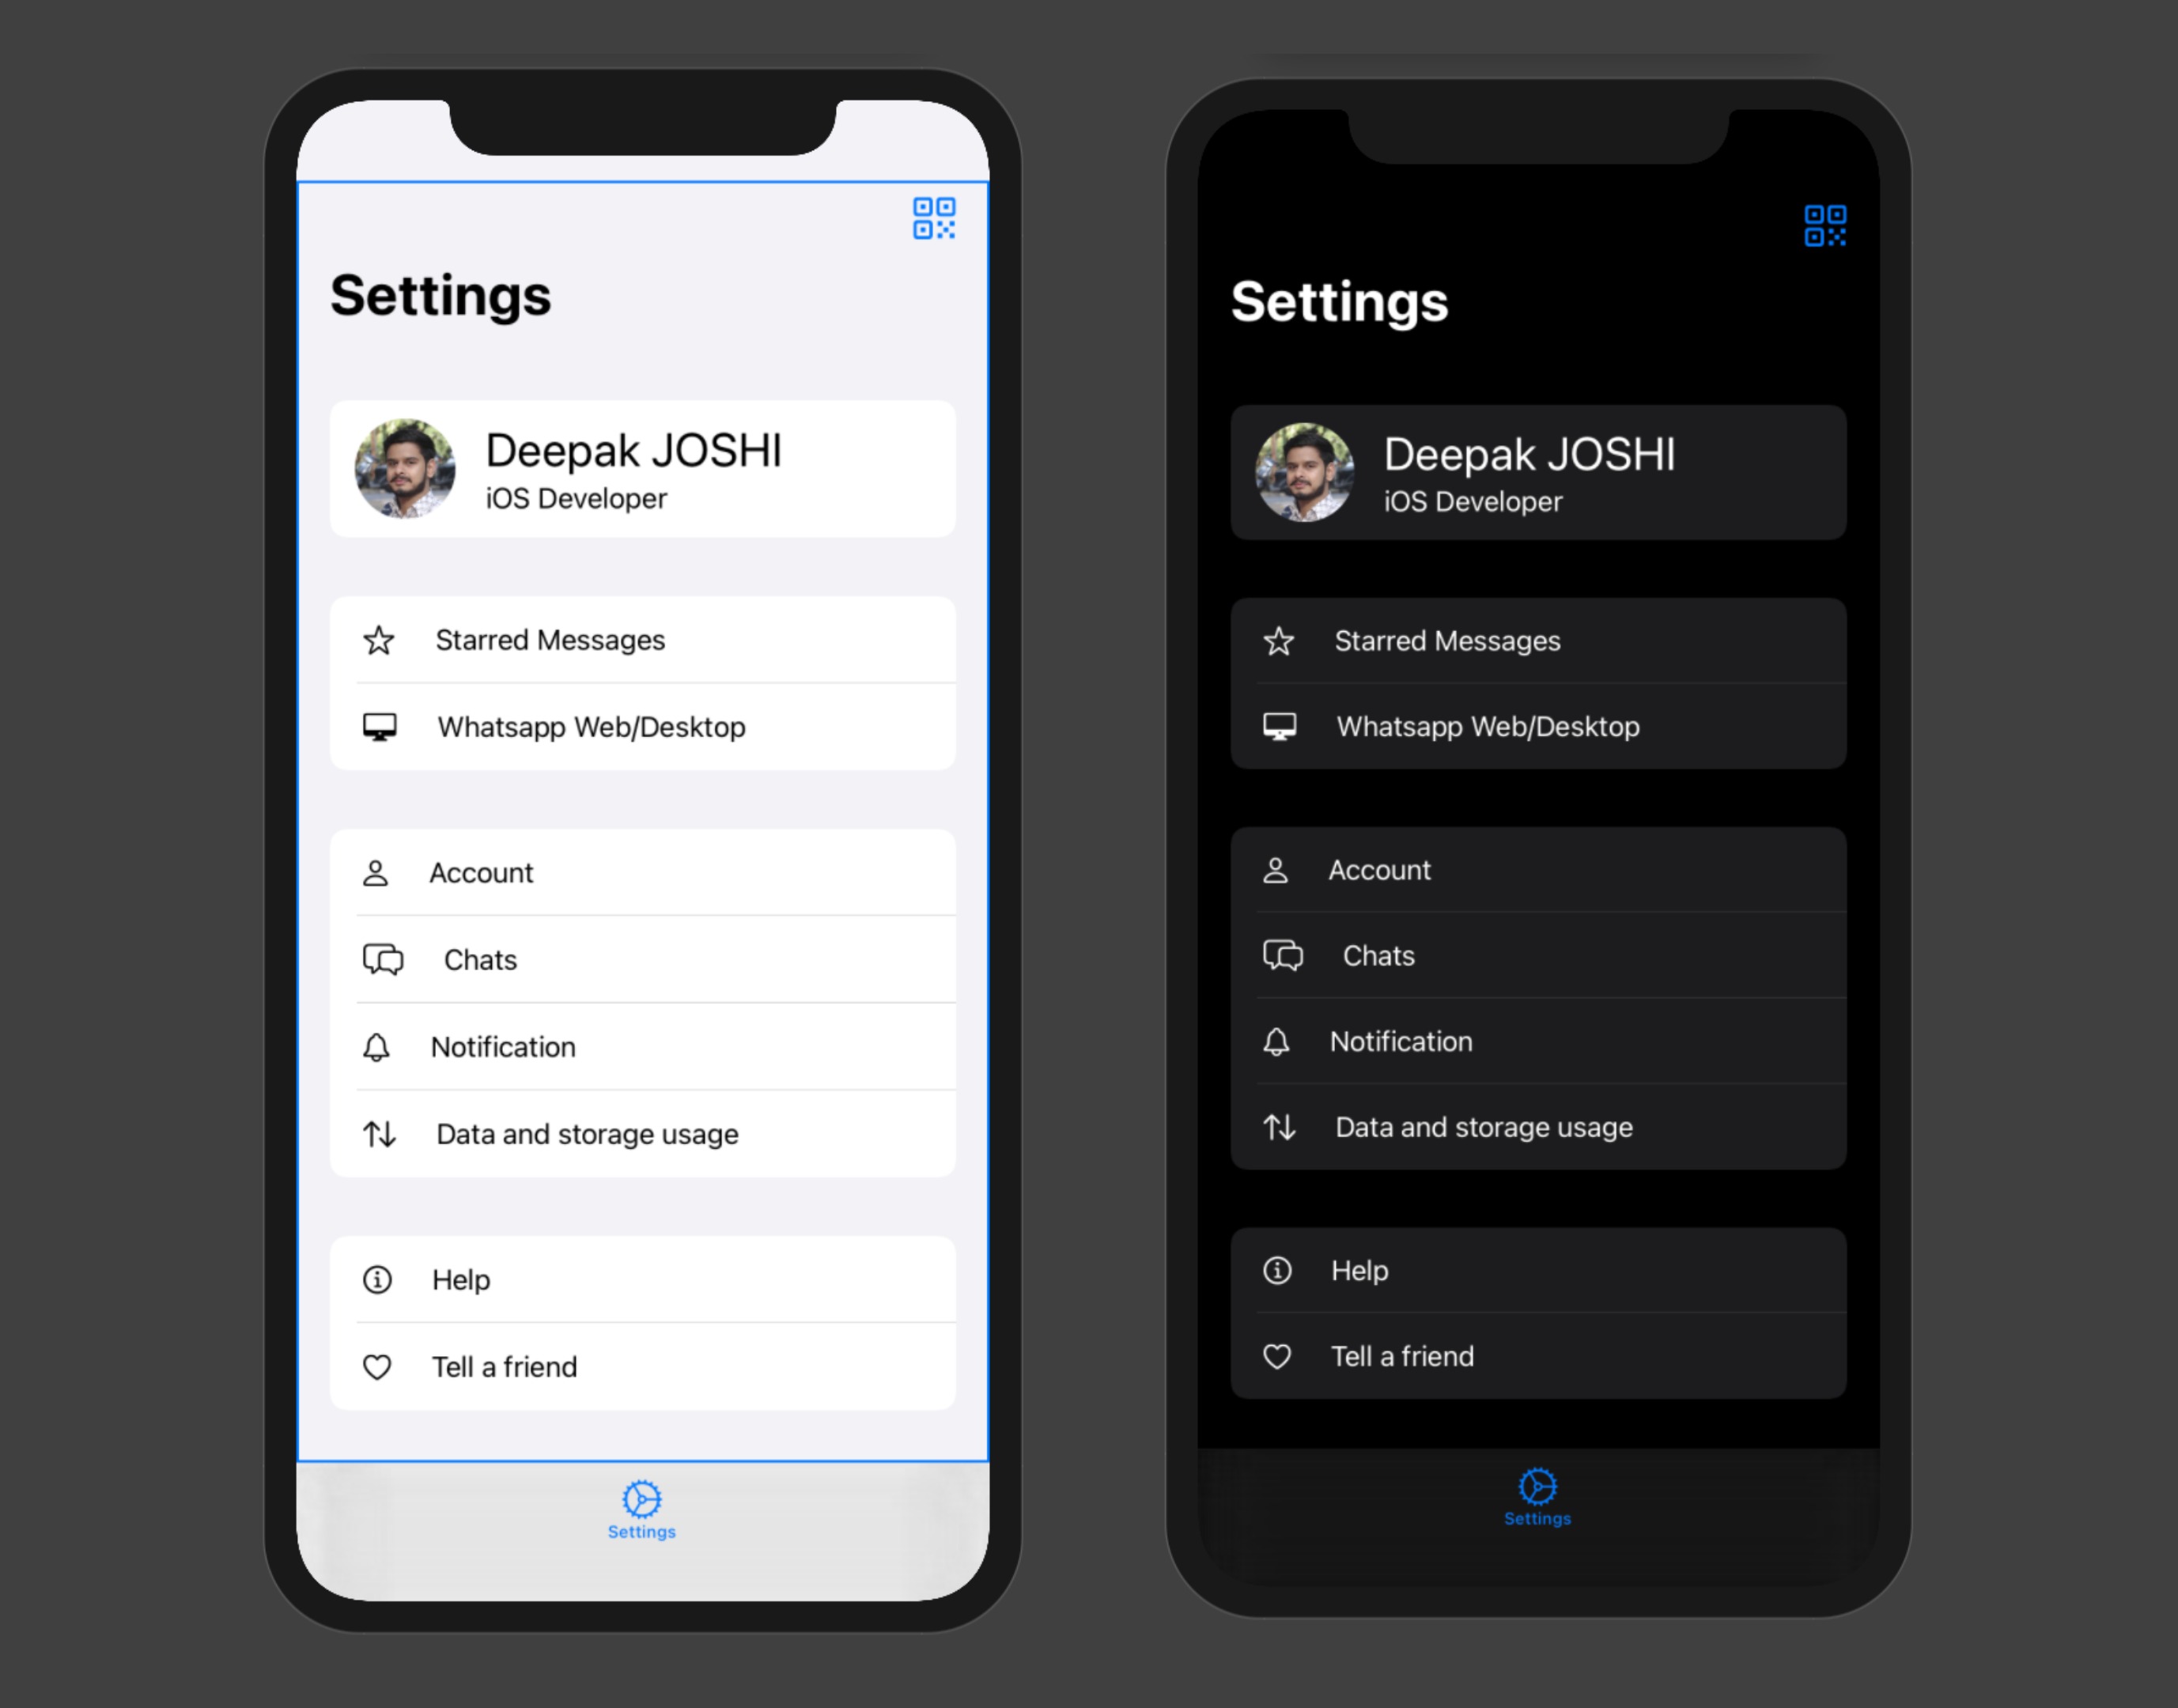 Settings
Deepak JOSHI
iOS Developer
Starred Messages
Whatsapp Web/Desktop
Account
Chats
Notification
Data and storage usage
Help
Tell a friend
Settings
Settings
Deepak JOSHI
iOS Developer
Starred Messages
Whatsapp Web/Desktop
Account
Chats
Notification
Data and storage usage
Help
Tell a friend
Settings